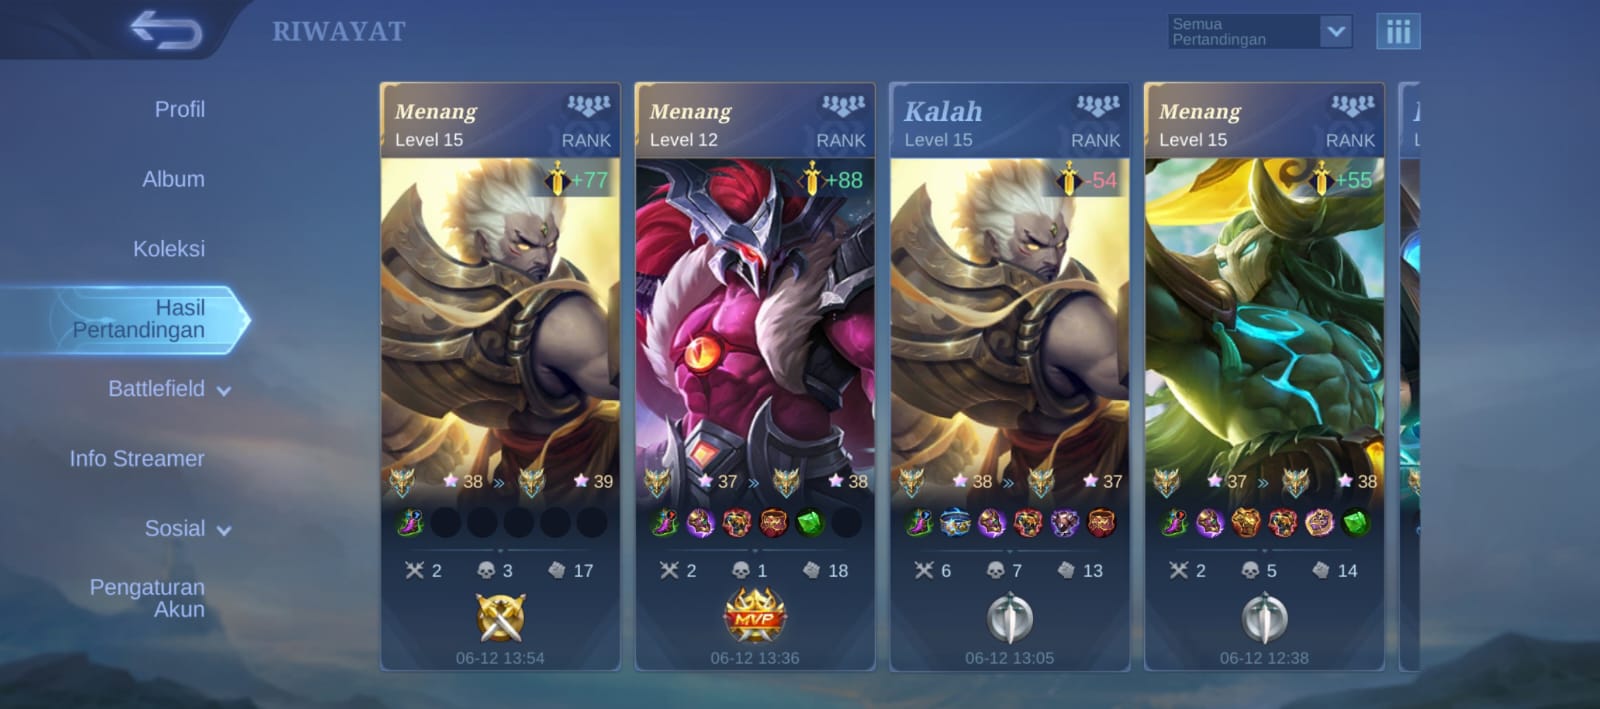 RIWAYAT
Semua
Pertandingan
Profil
Album
Koleksi
Hasil
Pertandingan
Battlefield
Info Streamer
Sosial
Pengaturan
Akun
Menang
Level 15 RANK
+77
38 » 39
2 3 17
06-12 13:54
Menang
Level 12 RANK
+88
37 » 38
2 1 18
MVP
06-12 13:36
Kalah
Level 15 RANK
-54
38 » 37
6 7 13
06-12 13:05
Menang
Level 15 RANK
+55
37 » 38
2 5 14
06-12 12:38